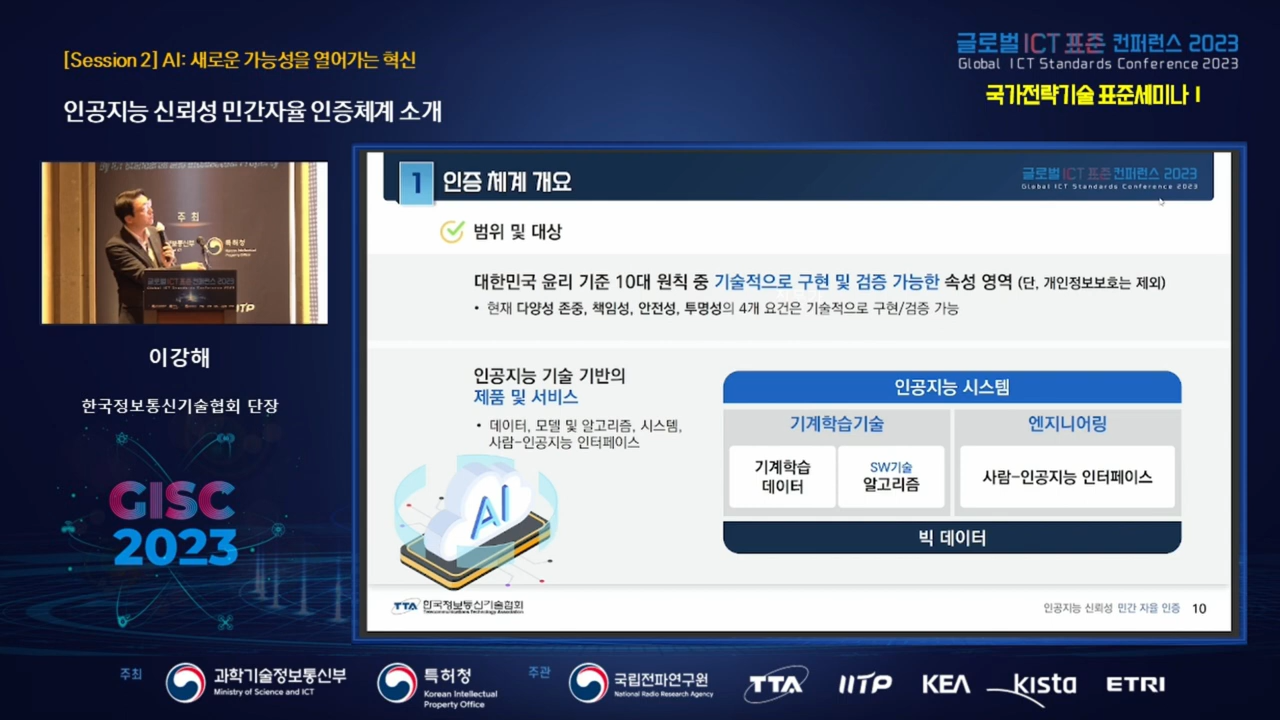 [Session 2] AI: 새로운 가능성을 열어가는 혁신
인공지능 신뢰성 민간자율 인증체계 소개
글로벌 ICT 표준 컨퍼런스 2023
Global ICT Standards Conference 2023
국가전략기술 표준세미나 I
주 최
특허청
IITP
이강해
한국정보통신기술협회 단장
GISC
2023
1 인증 체계 개요
글로벌 ICT 표준 컨퍼런스 2023
Global ICT Standards Conference 2023
범위 및 대상
대한민국 윤리 기준 10대 원칙 중 기술적으로 구현 및 검증 가능한 속성 영역 (단, 개인정보보호는 제외)
• 현재 다양성 존중, 책임성, 안전성, 투명성의 4개 요건은 기술적으로 구현/검증 가능
인공지능 기술 기반의
제품 및 서비스
• 데이터, 모델 및 알고리즘, 시스템,
사람-인공지능 인터페이스
AI
인공지능 시스템
기계학습기술
엔지니어링
기계학습
데이터
SW기술
알고리즘
사람-인공지능 인터페이스
빅 데이터
TTA 한국정보통신기술협회
Telecommunications Technology Association
인공지능 신뢰성 민간 자율 인증 10
주최
과학기술정보통신부
Ministry of Science and ICT
특허청
Korean Intellectual
Property Office
주관
국립전파연구원
National Radio Research Agency
TTA
IITP
KEA
kista
ETRI